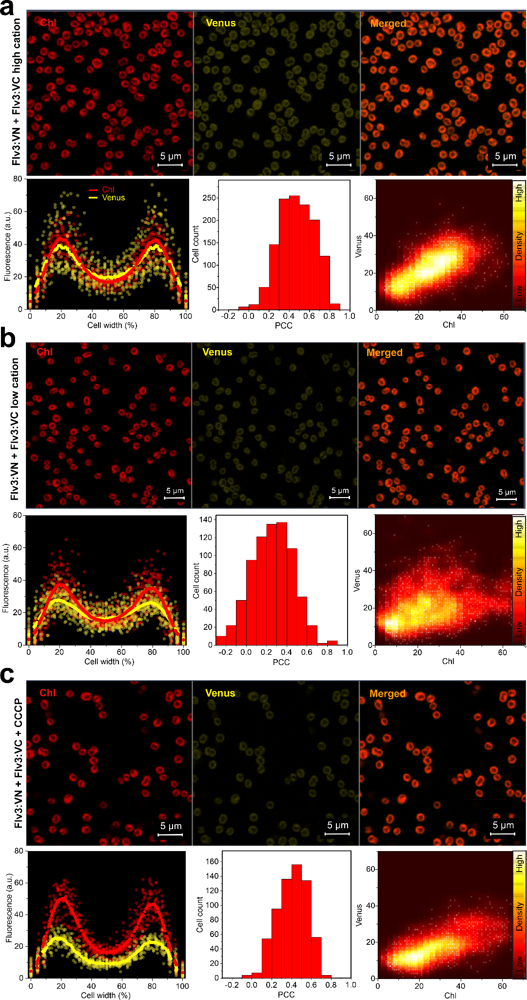 a
Flv3:VN + Flv3:VC high cation
Chl
Venus
Merged
5 µm
5 µm
5 µm
Fluorescence (a.u.)
80
60
40
20
0
Chl
Venus
0 20 40 60 80 100
Cell width (%)
Cell count
250
200
150
100
50
0
-0.2 0.0 0.2 0.4 0.6 0.8 1.0
PCC
Venus
60
40
20
0
0 20 40 60
Chl
High
Density
Low
b
Flv3:VN + Flv3:VC low cation
Chl
Venus
Merged
5 µm
5 µm
5 µm
Fluorescence (a.u.)
80
60
40
20
0
0 20 40 60 80 100
Cell width (%)
Cell count
140
120
100
80
60
40
20
0
-0.2 0.0 0.2 0.4 0.6 0.8 1.0
PCC
Venus
60
40
20
0
0 20 40 60
Chl
High
Density
Low
c
Flv3:VN + Flv3:VC + CCCP
Chl
Venus
Merged
5 µm
5 µm
5 µm
Fluorescence (a.u.)
80
60
40
20
0
0 20 40 60 80 100
Cell width (%)
Cell count
160
140
120
100
80
60
40
20
0
-0.2 0.0 0.2 0.4 0.6 0.8 1.0
PCC
Venus
60
40
20
0
0 20 40 60
Chl
High
Density
Low